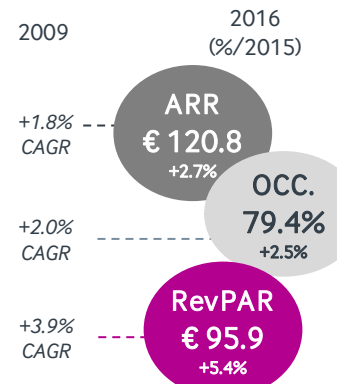 2009
2016
(%/2015)
+1.8%
CAGR
ARR
€ 120.8
+2.7%
OCC.
79.4%
+2.5%
+2.0%
CAGR
RevPAR
€ 95.9
+5.4%
+3.9%
CAGR